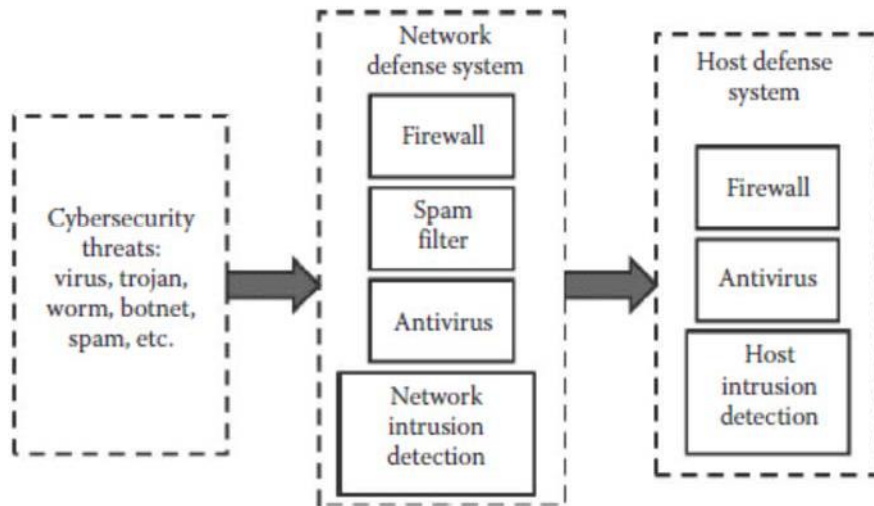 Cybersecurity
threats:
virus, trojan,
worm, botnet,
spam, etc.
Network
defense system
Firewall
Spam
filter
Antivirus
Network
intrusion
detection
Host defense
system
Firewall
Antivirus
Host
intrusion
detection